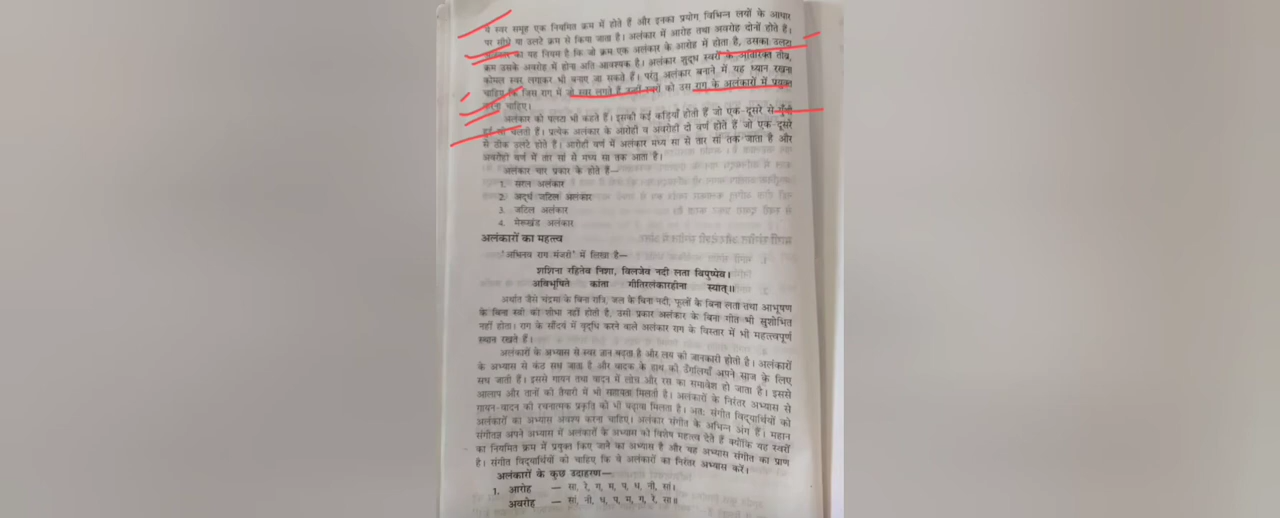 ये स्वर समूह एक नियमित क्रम में होते हैं और इनका प्रयोग विभिन्न लयों के आधार
पर सीधे या उलटे क्रम से किया जाता है। अलंकार में आरोह तथा अवरोह दोनों होते हैं।
का यह नियम है कि जो क्रम एक अलंकार के आरोह में होता है, उसका उलटा
क्रम उसके अवरोह में होना अति आवश्यक है। अलंकार शुद्ध स्वरों के अतिरिक्त तीव्र,
कोमल स्वर लगाकर भी बनाए जा सकते हैं। परंतु अलंकार बनाने में यह ध्यान रखना
चाहिए कि जिस राग में जो स्वर लगते हैं उन्हीं स्वरों को उस राग के अलंकारों में प्रयुक्त
करना चाहिए।
अलंकार को पलटा भी कहते हैं। इसकी कई कड़ियाँ होती हैं जो एक-दूसरे से गुँथी
हुई सी चलती हैं। प्रत्येक अलंकार के आरोही व अवरोही दो वर्ण होते हैं जो एक-दूसरे
से ठीक उलटे होते हैं। आरोही वर्ण में अलंकार मध्य सा से तार सां तक जाता है और
अवरोही वर्ण में तार सां से मध्य सा तक आता है।
अलंकार चार प्रकार के होते हैं—
1. सरल अलंकार
2. अर्द्ध जटिल अलंकार
3. जटिल अलंकार
4. मेरूखंड अलंकार
अलंकारों का महत्त्व
'अभिनव राग मंजरी' में लिखा है—
शशिना रहितेव निशा, विलजेव नदी लता विपुष्पेव।
अविभूषितेव कांता गीतिरलंकारहीना स्यात्॥
अर्थात जैसे चंद्रमा के बिना रात्रि, जल के बिना नदी, फूलों के बिना लता तथा आभूषण
के बिना स्त्री की शोभा नहीं होती है, उसी प्रकार अलंकार के बिना गीत भी सुशोभित
नहीं होता। राग के सौंदर्य में वृद्धि करने वाले अलंकार राग के विस्तार में भी महत्त्वपूर्ण
स्थान रखते हैं।
अलंकारों के अभ्यास से स्वर ज्ञान बढ़ता है और लय की जानकारी होती है। अलंकारों
के अभ्यास से कंठ सध जाता है और वादक के हाथ की उँगलियाँ अपने साज के लिए
सध जाती हैं। इससे गायन तथा वादन में लोच और रस का समावेश हो जाता है। इससे
आलाप और तानों की तैयारी में भी सहायता मिलती है। अलंकारों के निरंतर अभ्यास से
गायन-वादन की रचनात्मक प्रकृति को भी बढ़ावा मिलता है। अतः संगीत विद्यार्थियों को
अलंकारों का अभ्यास अवश्य करना चाहिए। अलंकार संगीत के अभिन्न अंग हैं। महान
संगीतज्ञ अपने अभ्यास में अलंकारों के अभ्यास को विशेष महत्त्व देते हैं क्योंकि यह स्वरों
का नियमित क्रम में प्रयुक्त किए जाने का अभ्यास है और यह अभ्यास संगीत का प्राण
है। संगीत विद्यार्थियों को चाहिए कि वे अलंकारों का निरंतर अभ्यास करें।
अलंकारों के कुछ उदाहरण—
1. आरोह — सा, रे, ग, म, प, ध, नी, सां।
अवरोह — सां, नी, ध, प, म, ग, रे, सा॥